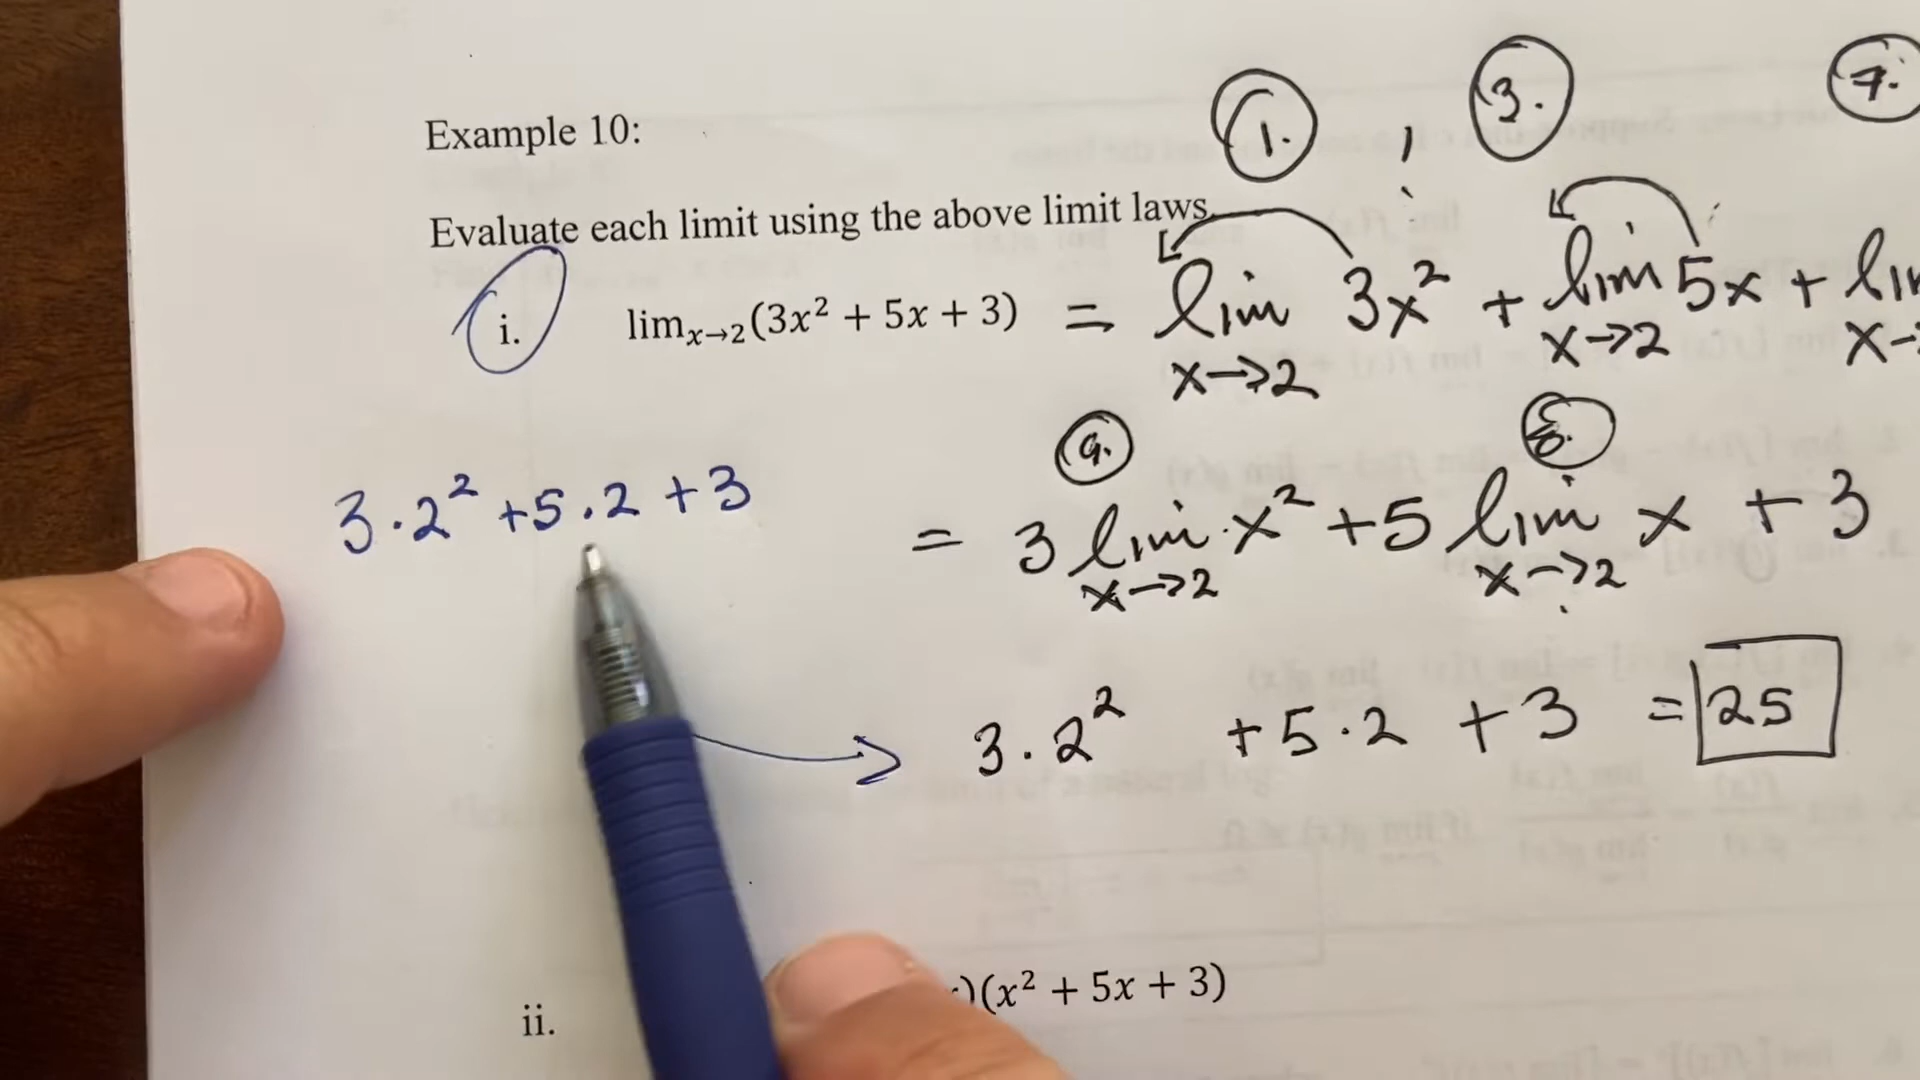 1. , 3. 7.
Example 10:
Evaluate each limit using the above limit laws.
i. lim x→2 (3x² + 5x + 3) = lim x→2 3x² + lim x→2 5x +
9. 8.
3·2² + 5·2 + 3
= 3 lim x→2 x² + 5 lim x→2 x + 3
3·2² + 5·2 + 3 = 25
ii. )(x² + 5x + 3)